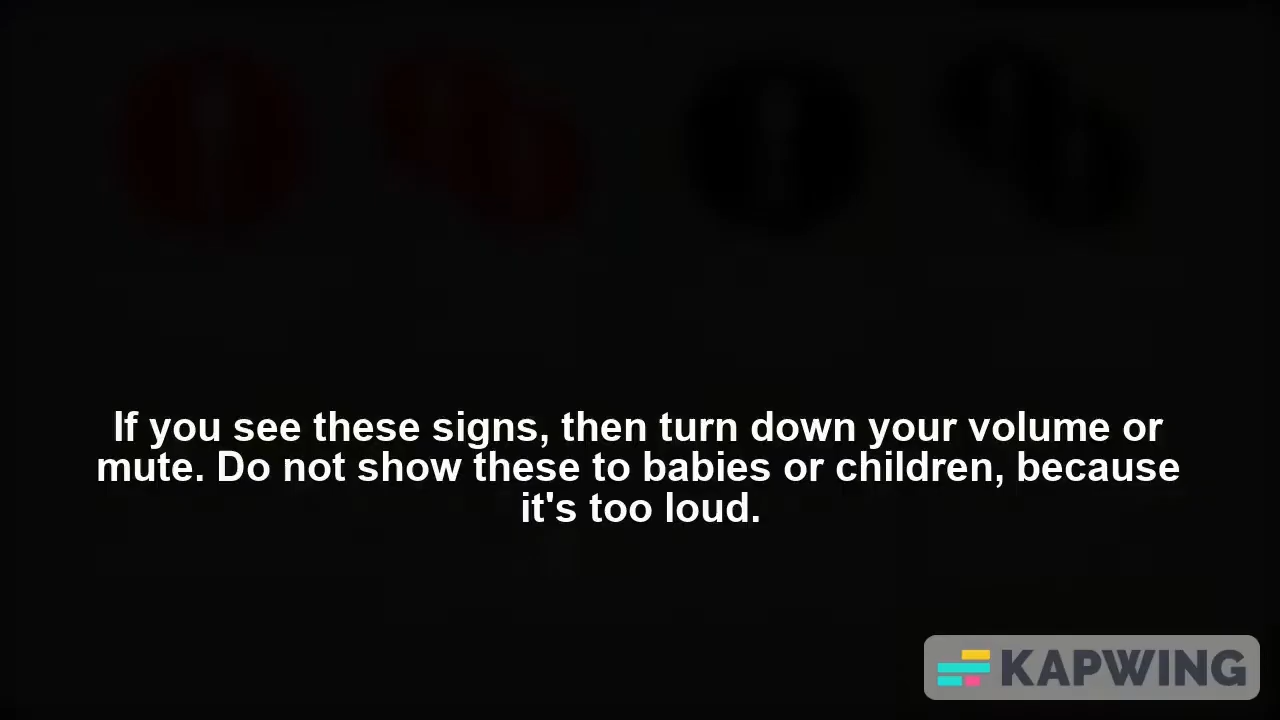 If you see these signs, then turn down your volume or
mute. Do not show these to babies or children, because
it's too loud.
KAPWING